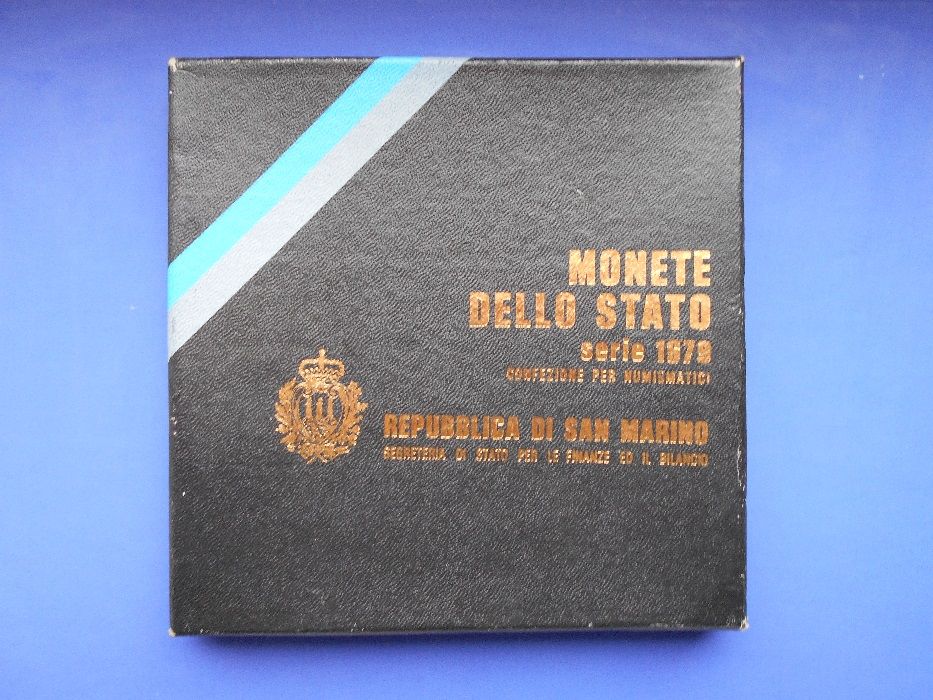 MONETE
DELLO STATO
serie 1979
CONFEZIONE PER NUMISMATICI
REPUBBLICA DI SAN MARINO
SEGRETERIA DI STATO PER LE FINANZE ED IL BILANCIO